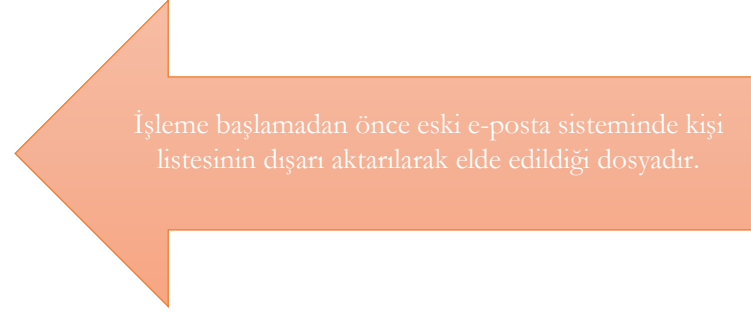 İşleme başlamadan önce eski e-posta sisteminde kişi
listesinin dışarı aktarılarak elde edildiği dosyadır.